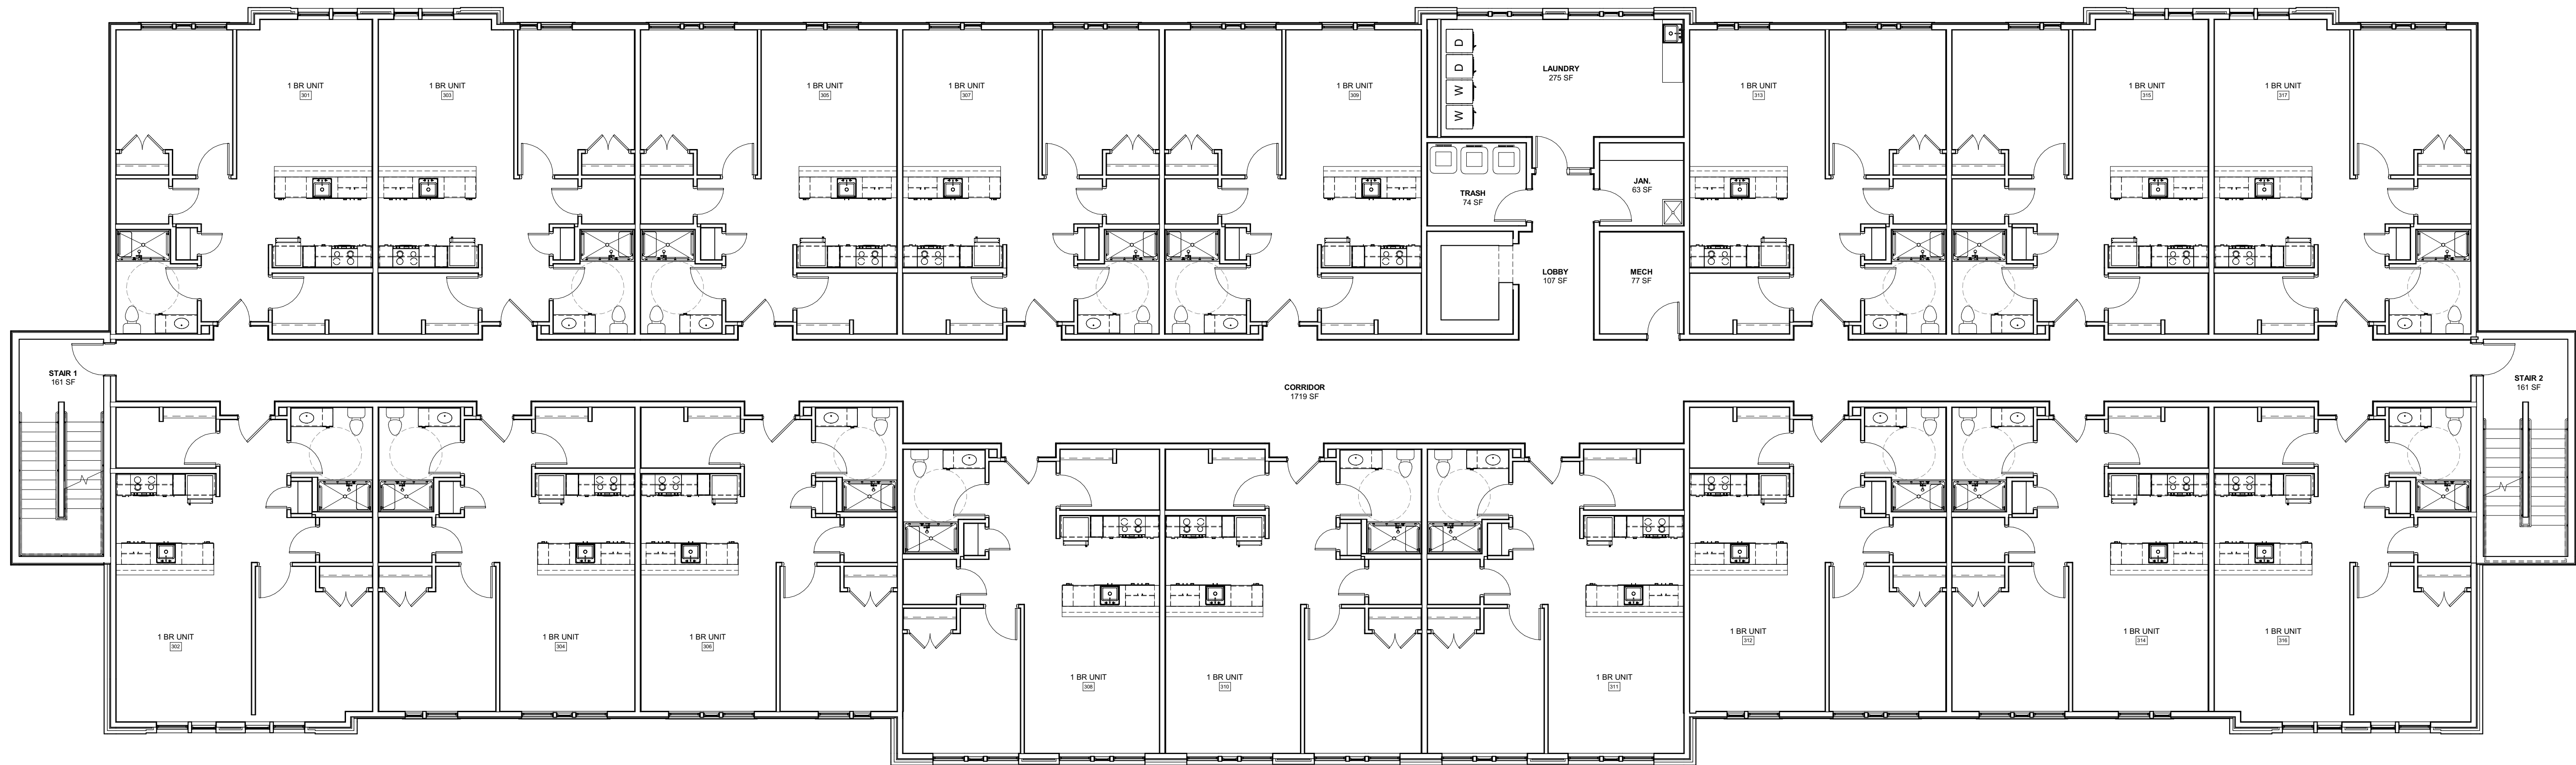 1 BR UNIT
301
1 BR UNIT
303
1 BR UNIT
305
1 BR UNIT
307
1 BR UNIT
309
D
D
W
W
LAUNDRY
275 SF
1 BR UNIT
313
1 BR UNIT
315
1 BR UNIT
317
TRASH
74 SF
JAN.
63 SF
LOBBY
107 SF
MECH
77 SF
STAIR 1
161 SF
CORRIDOR
1719 SF
STAIR 2
161 SF
1 BR UNIT
302
1 BR UNIT
304
1 BR UNIT
306
1 BR UNIT
308
1 BR UNIT
310
1 BR UNIT
311
1 BR UNIT
312
1 BR UNIT
314
1 BR UNIT
316